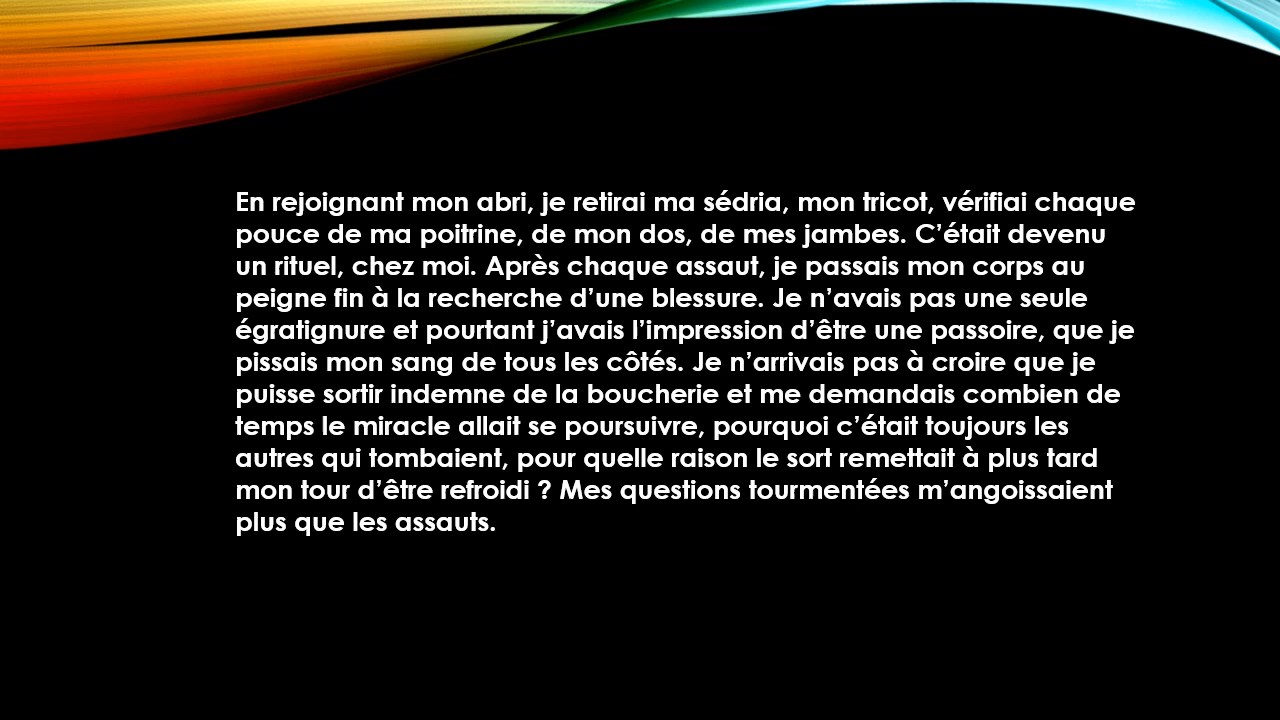 En rejoignant mon abri, je retirai ma sédria, mon tricot, vérifiai chaque
pouce de ma poitrine, de mon dos, de mes jambes. C’était devenu
un rituel, chez moi. Après chaque assaut, je passais mon corps au
peigne fin à la recherche d’une blessure. Je n’avais pas une seule
égratignure et pourtant j’avais l’impression d’être une passoire, que je
pissais mon sang de tous les côtés. Je n’arrivais pas à croire que je
puisse sortir indemne de la boucherie et me demandais combien de
temps le miracle allait se poursuivre, pourquoi c’était toujours les
autres qui tombaient, pour quelle raison le sort remettait à plus tard
mon tour d’être refroidi ? Mes questions tourmentées m’angoissaient
plus que les assauts.